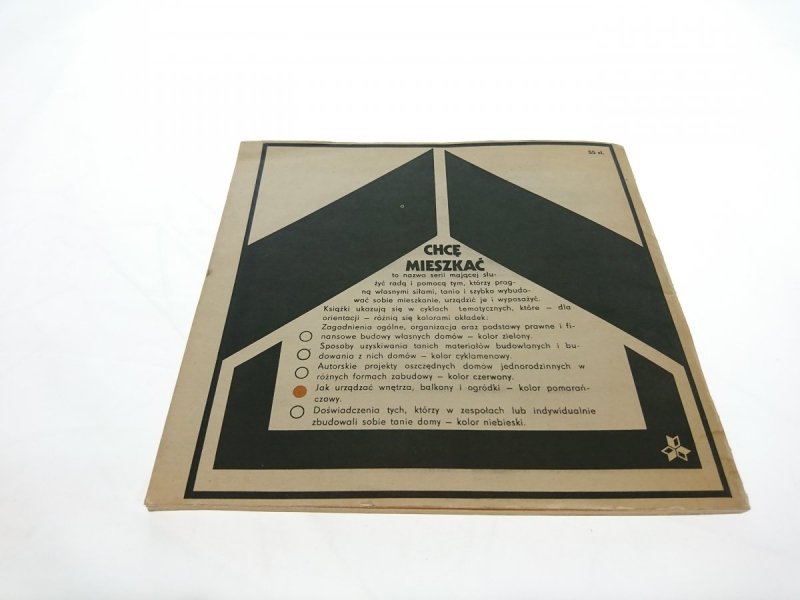 55 zł.
CHCĘ
MIESZKAĆ
to nazwa serii mającej słu-
żyć radą i pomocą tym, którzy prag-
ną własnymi siłami, tanio i szybko wybudo-
wać sobie mieszkanie, urządzić je i wyposażyć.
Książki ukazują się w cyklach tematycznych, które – dla
orientacji – różnią się kolorami okładek:
Zagadnienia ogólne, organizacja oraz podstawy prawne i fi-
nansowe budowy własnych domów – kolor zielony.
Sposoby uzyskiwania tanich materiałów budowlanych i bu-
dowania z nich domów – kolor cyklamenowy.
Autorskie projekty oszczędnych domów jednorodzinnych w
różnych formach zabudowy – kolor czerwony.
Jak urządzać wnętrza, balkony i ogródki – kolor pomarań-
czowy.
Doświadczenia tych, którzy w zespołach lub indywidualnie
zbudowali sobie tanie domy – kolor niebieski.